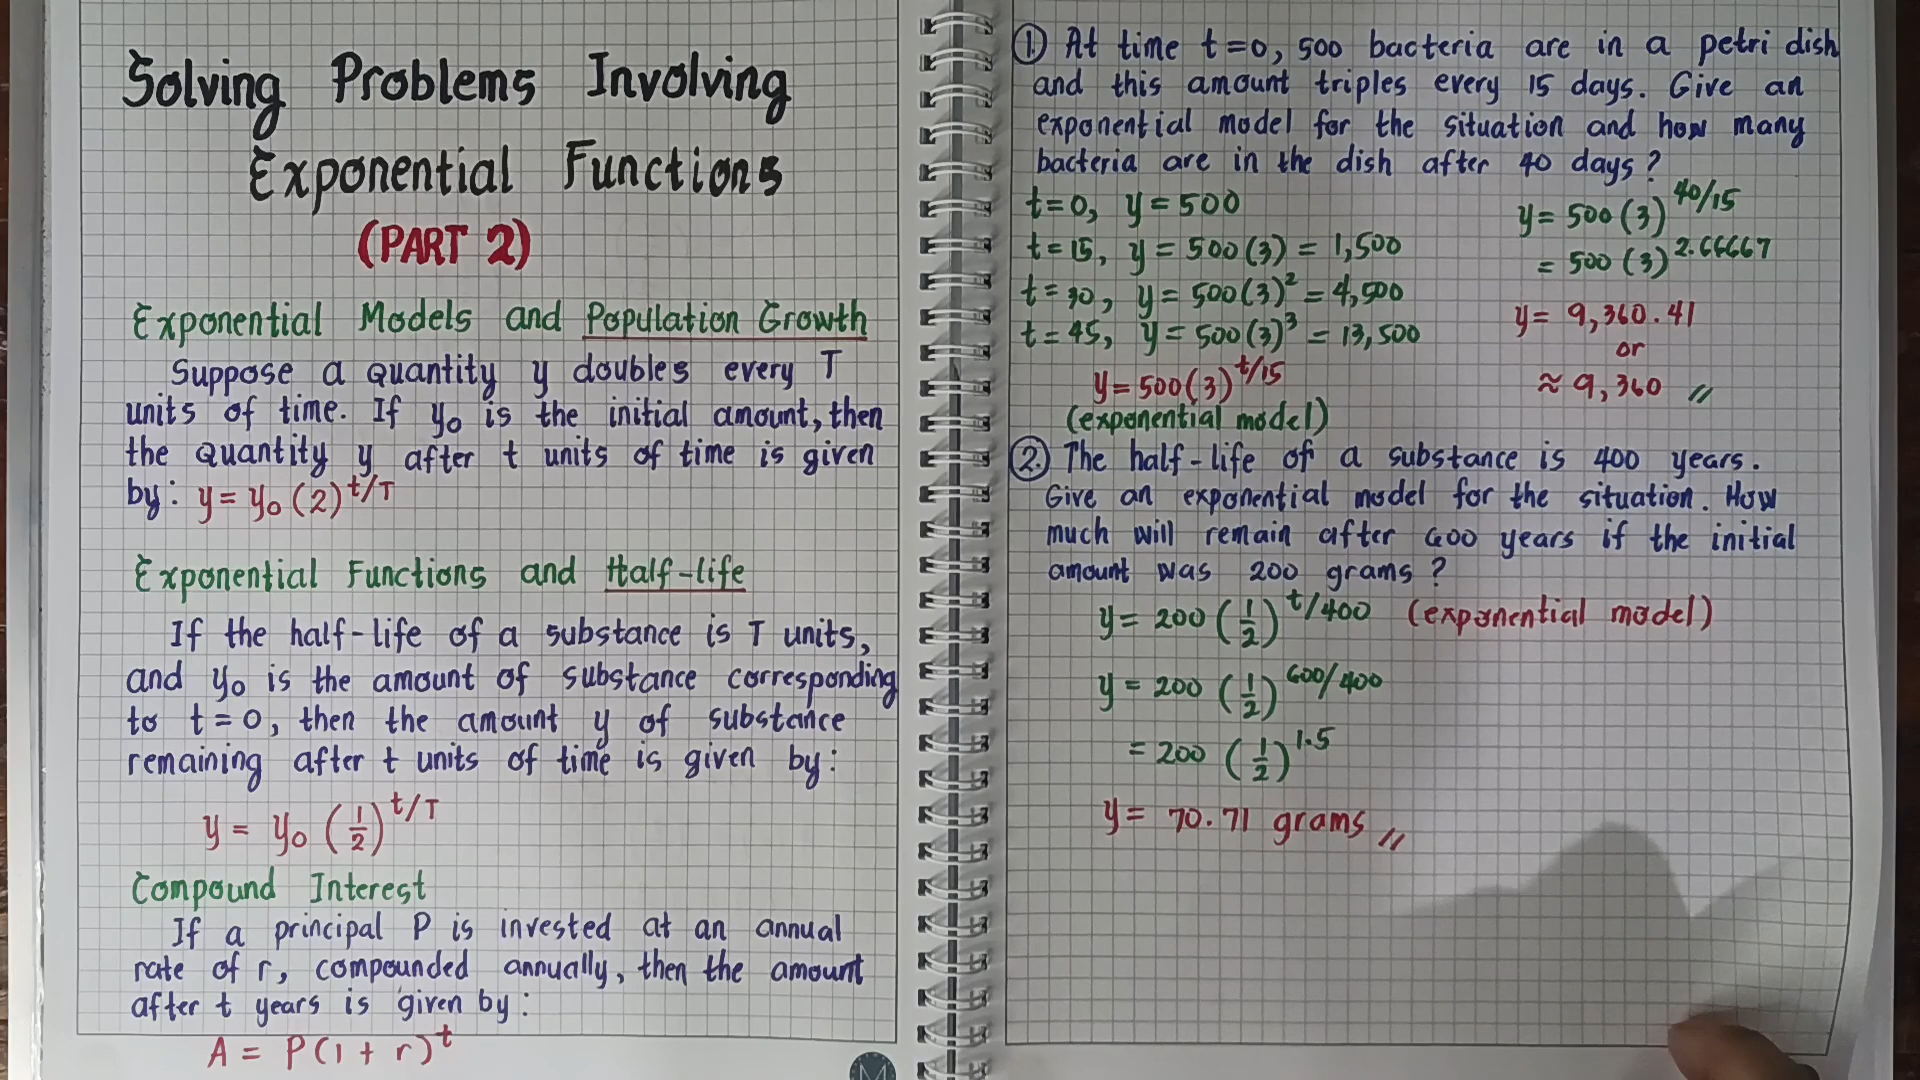 Solving Problems Involving
Exponential Functions
(PART 2)
Exponential Models and Population Growth
Suppose a quantity y doubles every T
units of time. If y₀ is the initial amount, then
the quantity y after t units of time is given
by: y = y₀ (2)^t/T
Exponential Functions and Half-life
If the half-life of a substance is T units,
and y₀ is the amount of substance corresponding
to t = 0, then the amount y of substance
remaining after t units of time is given by:
y = y₀ (1/2)^t/T
Compound Interest
If a principal P is invested at an annual
rate of r, compounded annually, then the amount
after t years is given by:
A = P(1 + r)^t
M
① At time t=0, 500 bacteria are in a petri dish
and this amount triples every 15 days. Give an
exponential model for the situation and how many
bacteria are in the dish after 40 days?
t=0, y = 500
t = 15, y = 500(3) = 1,500
t = 30, y = 500(3)² = 4,500
t = 45, y = 500(3)³ = 13,500
y = 500(3)^t/15
(exponential model)
y = 500 (3)^40/15
= 500 (3)^2.66667
y = 9,360.41
or
≈ 9,360 //
②. The half-life of a substance is 400 years.
Give an exponential model for the situation. How
much will remain after 600 years if the initial
amount was 200 grams?
y = 200 (1/2)^t/400 (exponential model)
y = 200 (1/2)^600/400
= 200 (1/2)^1.5
y = 70.71 grams //